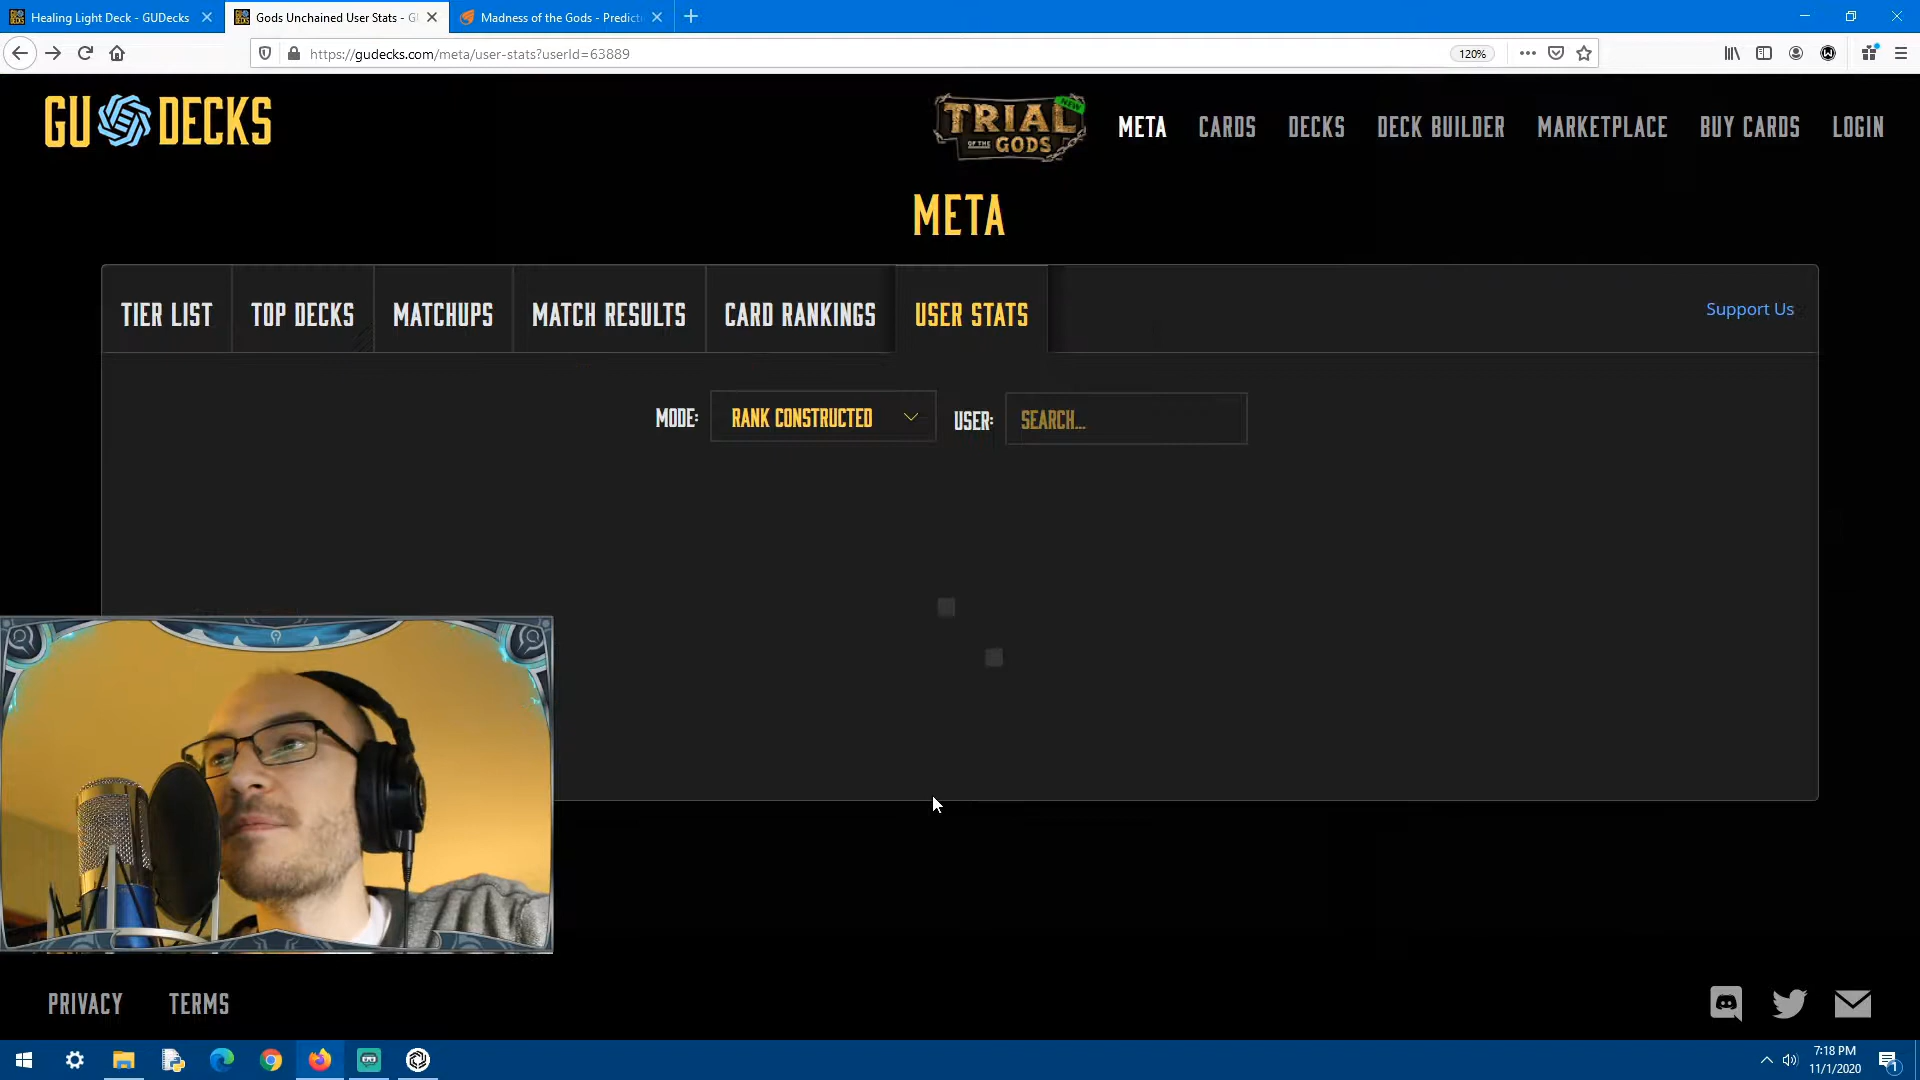 Healing Light Deck - GUDecks
Gods Unchained User Stats - G
Madness of the Gods - Predict
https://gudecks.com/meta/user-stats?userId=63889
120%
GU DECKS
TRIAL
OF THE
GODS
NEW
META
CARDS
DECKS
DECK BUILDER
MARKETPLACE
BUY CARDS
LOGIN
META
TIER LIST
TOP DECKS
MATCHUPS
MATCH RESULTS
CARD RANKINGS
USER STATS
Support Us
MODE:
RANK CONSTRUCTED
USER:
SEARCH...
PRIVACY
TERMS
7:18 PM
11/1/2020
1